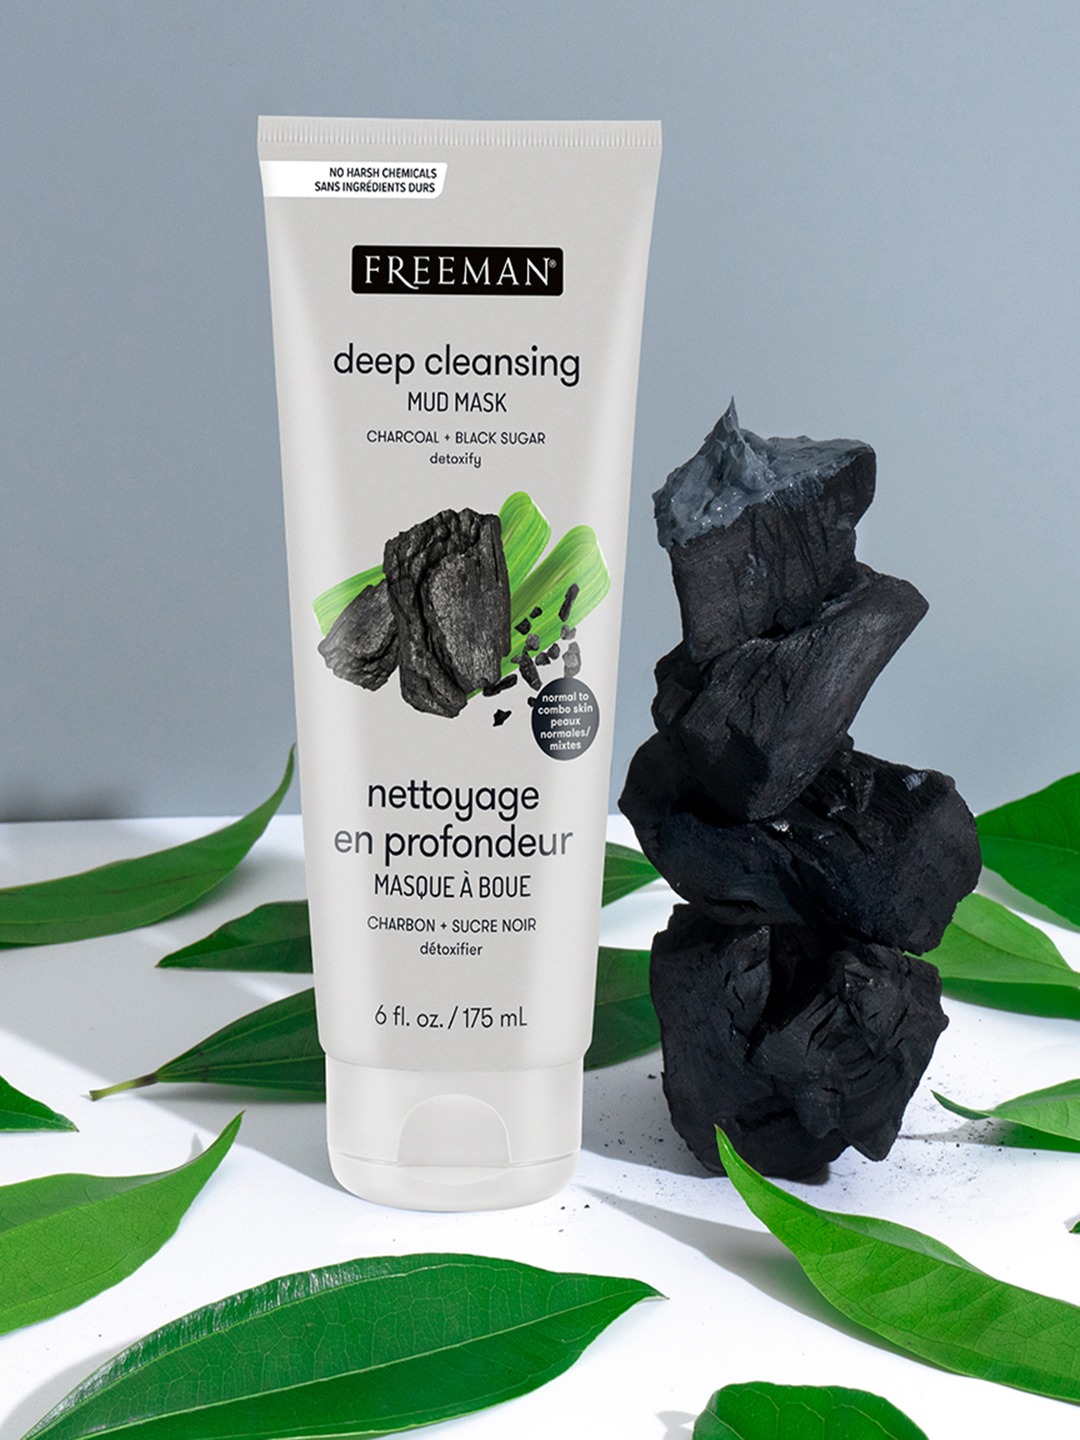 NO HARSH CHEMICALS
SANS INGRÉDIENTS DURS
FREEMAN®
deep cleansing
MUD MASK
CHARCOAL + BLACK SUGAR
detoxify
normal to
combo skin
peaux
normales/
mixtes
nettoyage
en profondeur
MASQUE À BOUE
CHARBON + SUCRE NOIR
détoxifier
6 fl. oz. / 175 mL